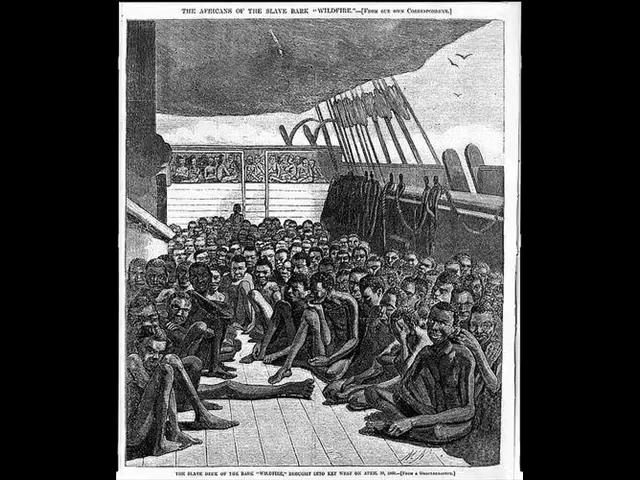 THE AFRICANS OF THE SLAVE BARK "WILDFIRE."—[FROM OUR OWN CORRESPONDENT.]
THE SLAVE DECK OF THE BARK "WILDFIRE," BROUGHT INTO KEY WEST ON APRIL 30, 1860.—[FROM A DAGUERREOTYPE.]